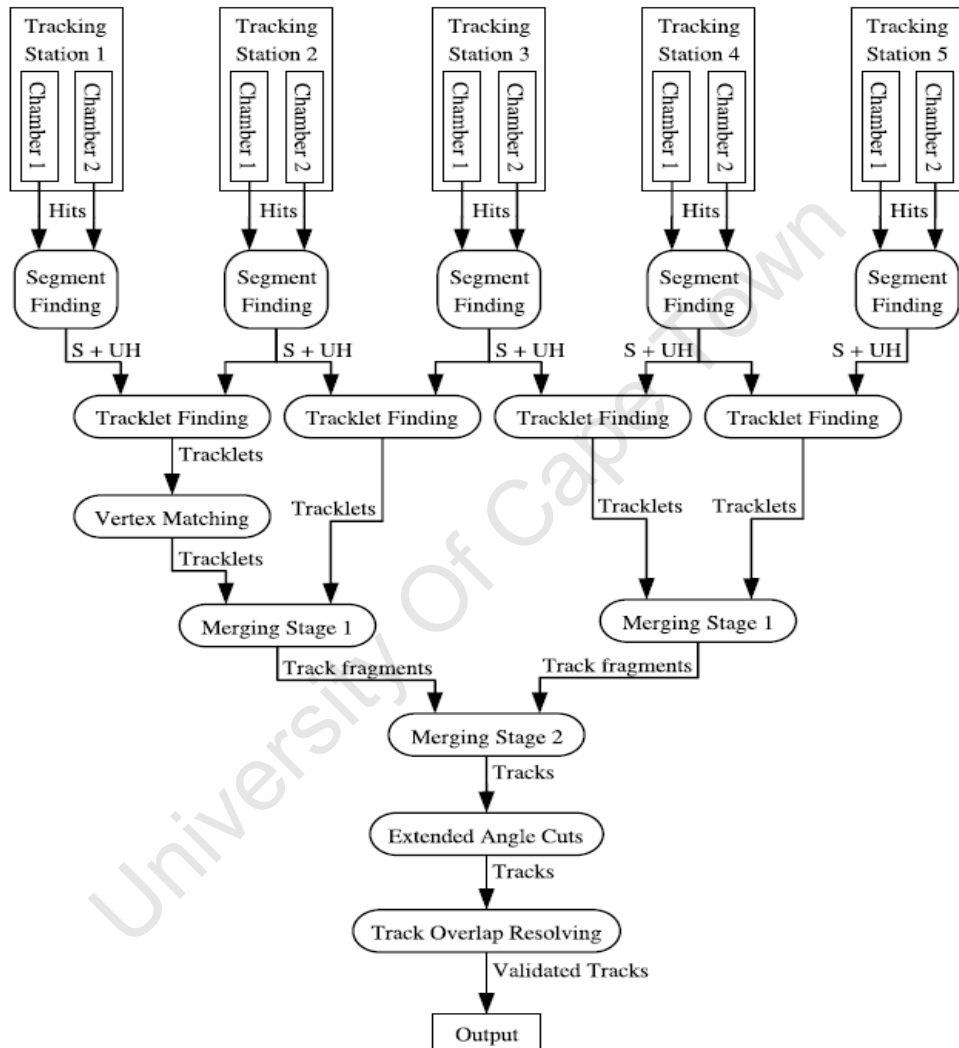 Tracking
Station 1
Chamber 1
Chamber 2
Tracking
Station 2
Chamber 1
Chamber 2
Tracking
Station 3
Chamber 1
Chamber 2
Tracking
Station 4
Chamber 1
Chamber 2
Tracking
Station 5
Chamber 1
Chamber 2
Hits
Hits
Hits
Hits
Hits
Segment
Finding
Segment
Finding
Segment
Finding
Segment
Finding
Segment
Finding
S + UH
S + UH
S + UH
S + UH
S + UH
Tracklet Finding
Tracklet Finding
Tracklet Finding
Tracklet Finding
Tracklets
Vertex Matching
Tracklets
Tracklets
Tracklets
Tracklets
Merging Stage 1
Merging Stage 1
Track fragments
Track fragments
Merging Stage 2
Tracks
Extended Angle Cuts
Tracks
Track Overlap Resolving
Validated Tracks
Output
University Of Cape Town